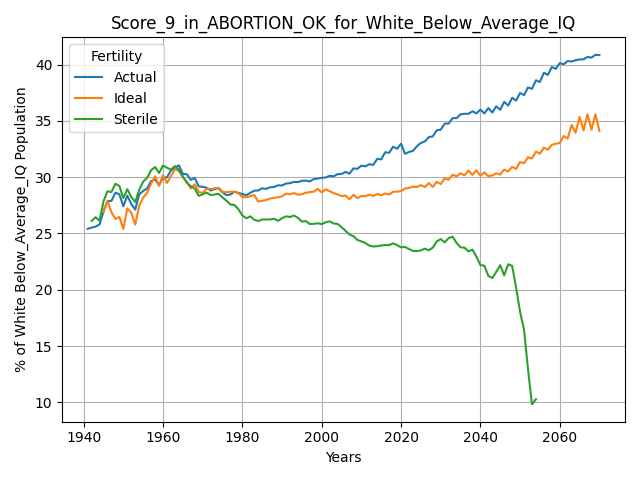 Score_9_in_ABORTION_OK_for_White_Below_Average_IQ
Fertility
Actual
Ideal
Sterile
% of White Below_Average_IQ Population
40
35
30
25
20
15
10
1940 1960 1980 2000 2020 2040 2060
Years